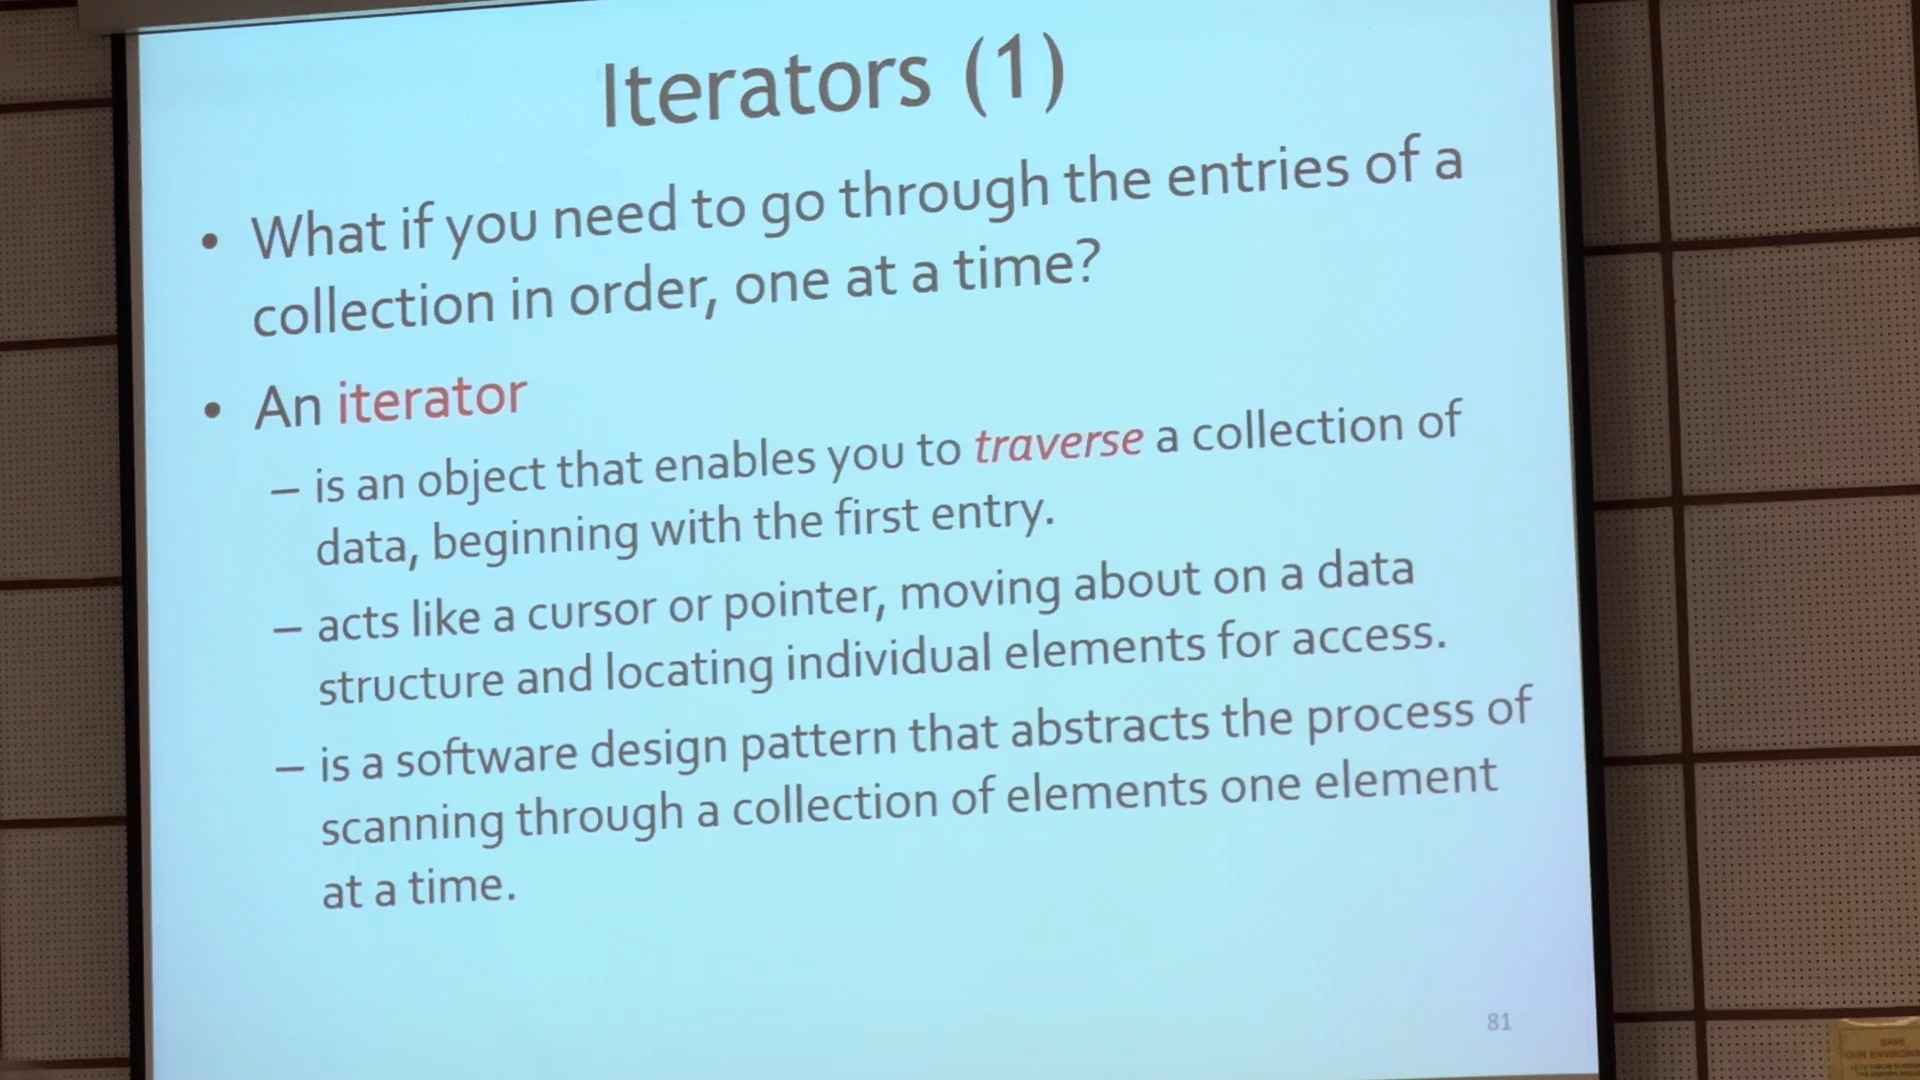 Iterators (1)
• What if you need to go through the entries of a
collection in order, one at a time?
• An iterator
– is an object that enables you to traverse a collection of
data, beginning with the first entry.
– acts like a cursor or pointer, moving about on a data
structure and locating individual elements for access.
– is a software design pattern that abstracts the process of
scanning through a collection of elements one element
at a time.
81
SAVE
OUR